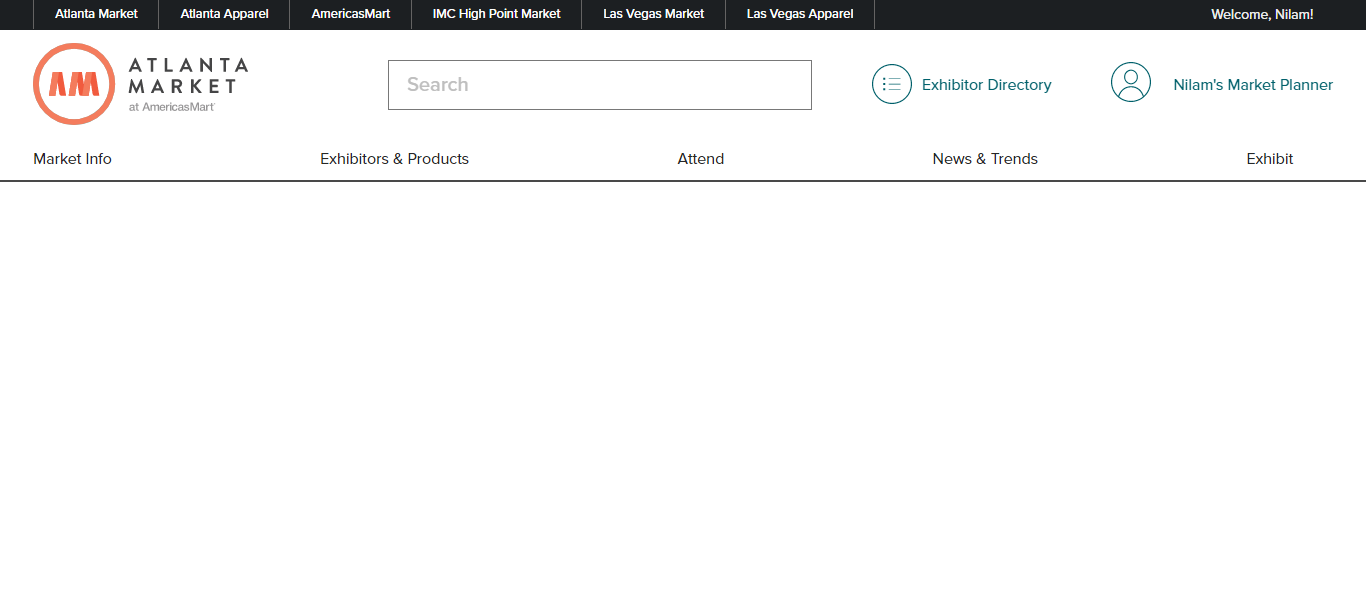 Atlanta Market Atlanta Apparel AmericasMart IMC High Point Market Las Vegas Market Las Vegas Apparel Welcome, Nilam!
AM ATLANTA
MARKET
at AmericasMart
Search
Exhibitor Directory
Nilam's Market Planner
Market Info Exhibitors & Products Attend News & Trends Exhibit